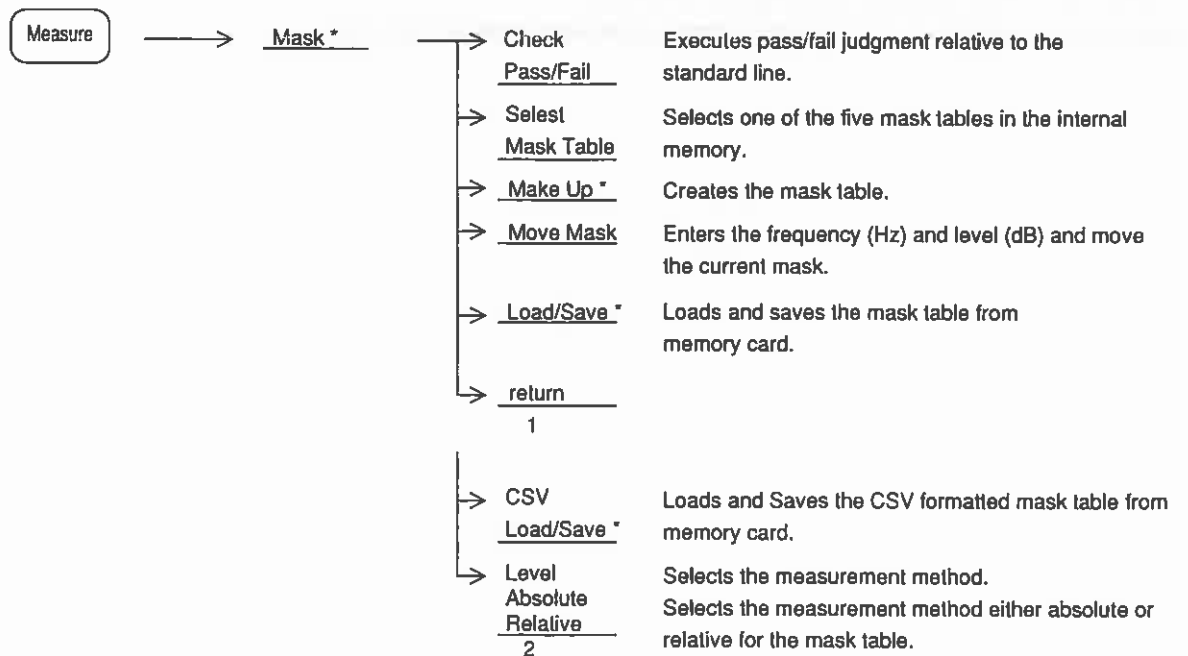 Measure
Mask *
Check
Pass/Fail
Executes pass/fail judgment relative to the
standard line.
Selest
Mask Table
Selects one of the five mask tables in the internal
memory.
Make Up *
Creates the mask table.
Move Mask
Enters the frequency (Hz) and level (dB) and move
the current mask.
Load/Save *
Loads and saves the mask table from
memory card.
return
1
CSV
Load/Save *
Loads and Saves the CSV formatted mask table from
memory card.
Level
Absolute
Relative
2
Selects the measurement method.
Selects the measurement method either absolute or
relative for the mask table.